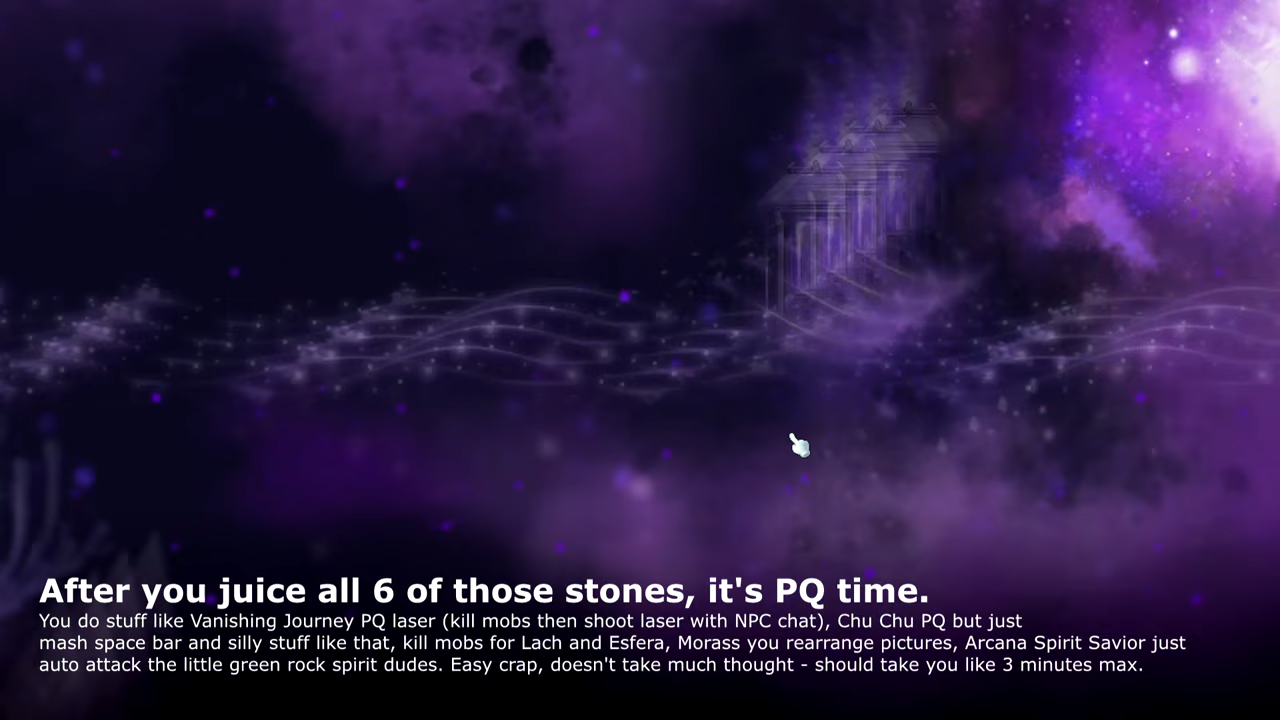 After you juice all 6 of those stones, it's PQ time.
You do stuff like Vanishing Journey PQ laser (kill mobs then shoot laser with NPC chat), Chu Chu PQ but just
mash space bar and silly stuff like that, kill mobs for Lach and Esfera, Morass you rearrange pictures, Arcana Spirit Savior just
auto attack the little green rock spirit dudes. Easy crap, doesn't take much thought - should take you like 3 minutes max.